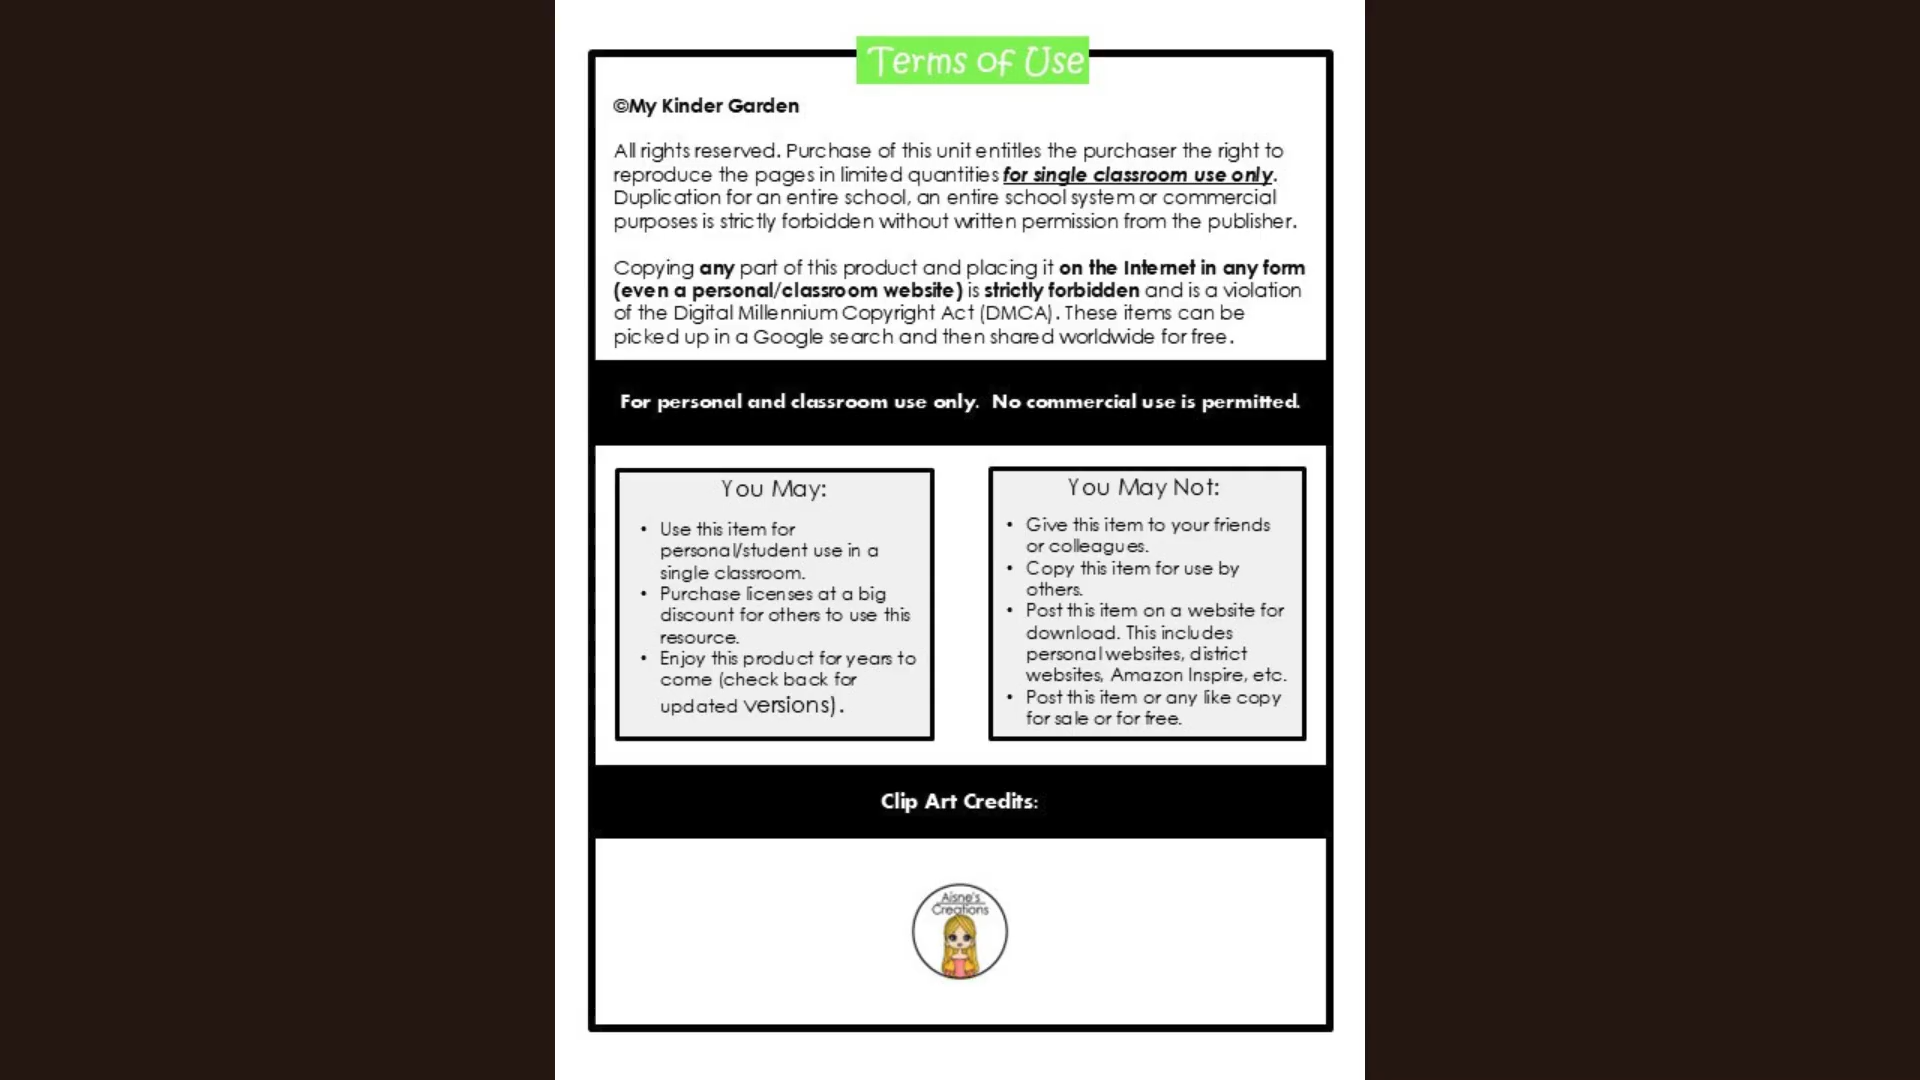 Terms of Use
©My Kinder Garden
All rights reserved. Purchase of this unit entitles the purchaser the right to
reproduce the pages in limited quantities for single classroom use only.
Duplication for an entire school, an entire school system or commercial
purposes is strictly forbidden without written permission from the publisher.
Copying any part of this product and placing it on the Internet in any form
(even a personal/classroom website) is strictly forbidden and is a violation
of the Digital Millennium Copyright Act (DMCA). These items can be
picked up in a Google search and then shared worldwide for free.
For personal and classroom use only. No commercial use is permitted.
You May:
• Use this item for
personal/student use in a
single classroom.
• Purchase licenses at a big
discount for others to use this
resource.
• Enjoy this product for years to
come (check back for
updated versions).
You May Not:
• Give this item to your friends
or colleagues.
• Copy this item for use by
others.
• Post this item on a website for
download. This includes
personal websites, district
websites, Amazon Inspire, etc.
• Post this item or any like copy
for sale or for free.
Clip Art Credits:
Aisne's
Creations